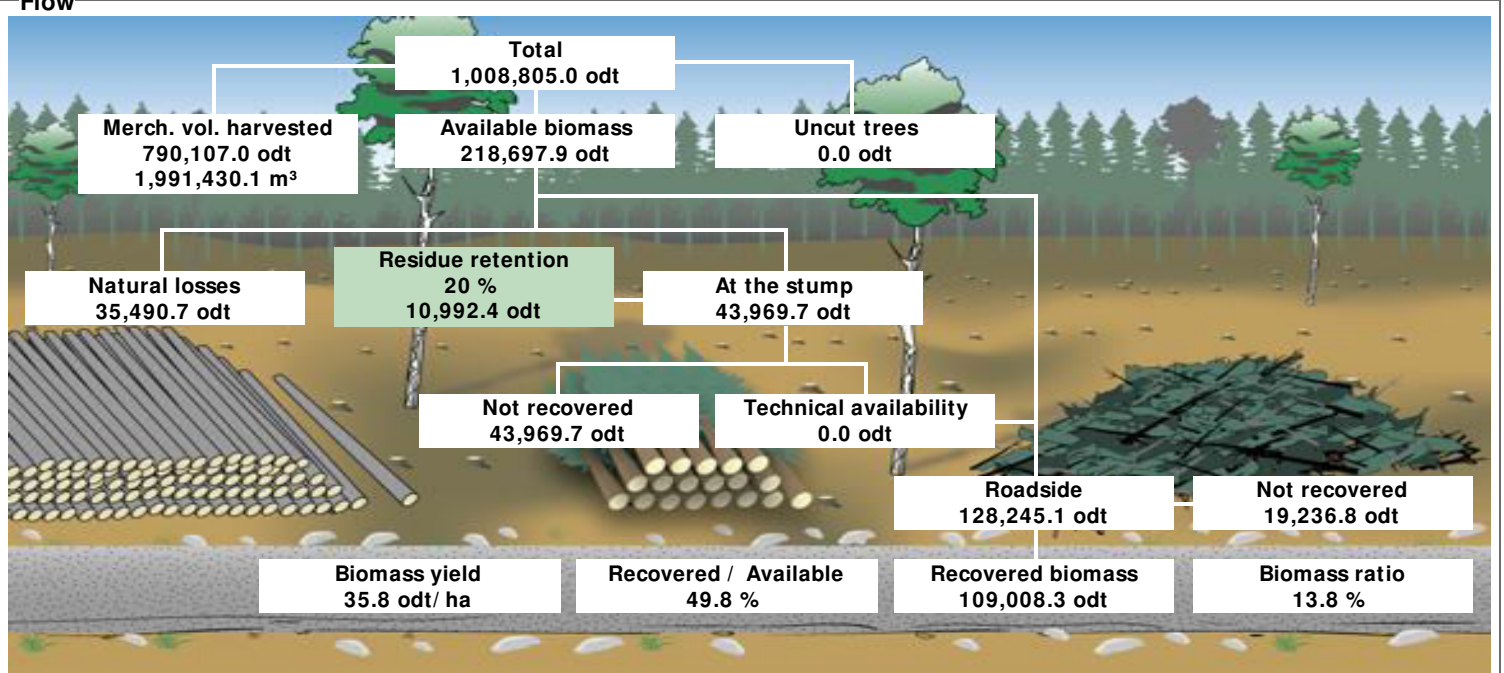 Flow
Total
1,008,805.0 odt
Merch. vol. harvested
790,107.0 odt
1,991,430.1 m³
Available biomass
218,697.9 odt
Uncut trees
0.0 odt
Natural losses
35,490.7 odt
Residue retention
20 %
10,992.4 odt
At the stump
43,969.7 odt
Not recovered
43,969.7 odt
Technical availability
0.0 odt
Roadside
128,245.1 odt
Not recovered
19,236.8 odt
Biomass yield
35.8 odt/ ha
Recovered / Available
49.8 %
Recovered biomass
109,008.3 odt
Biomass ratio
13.8 %